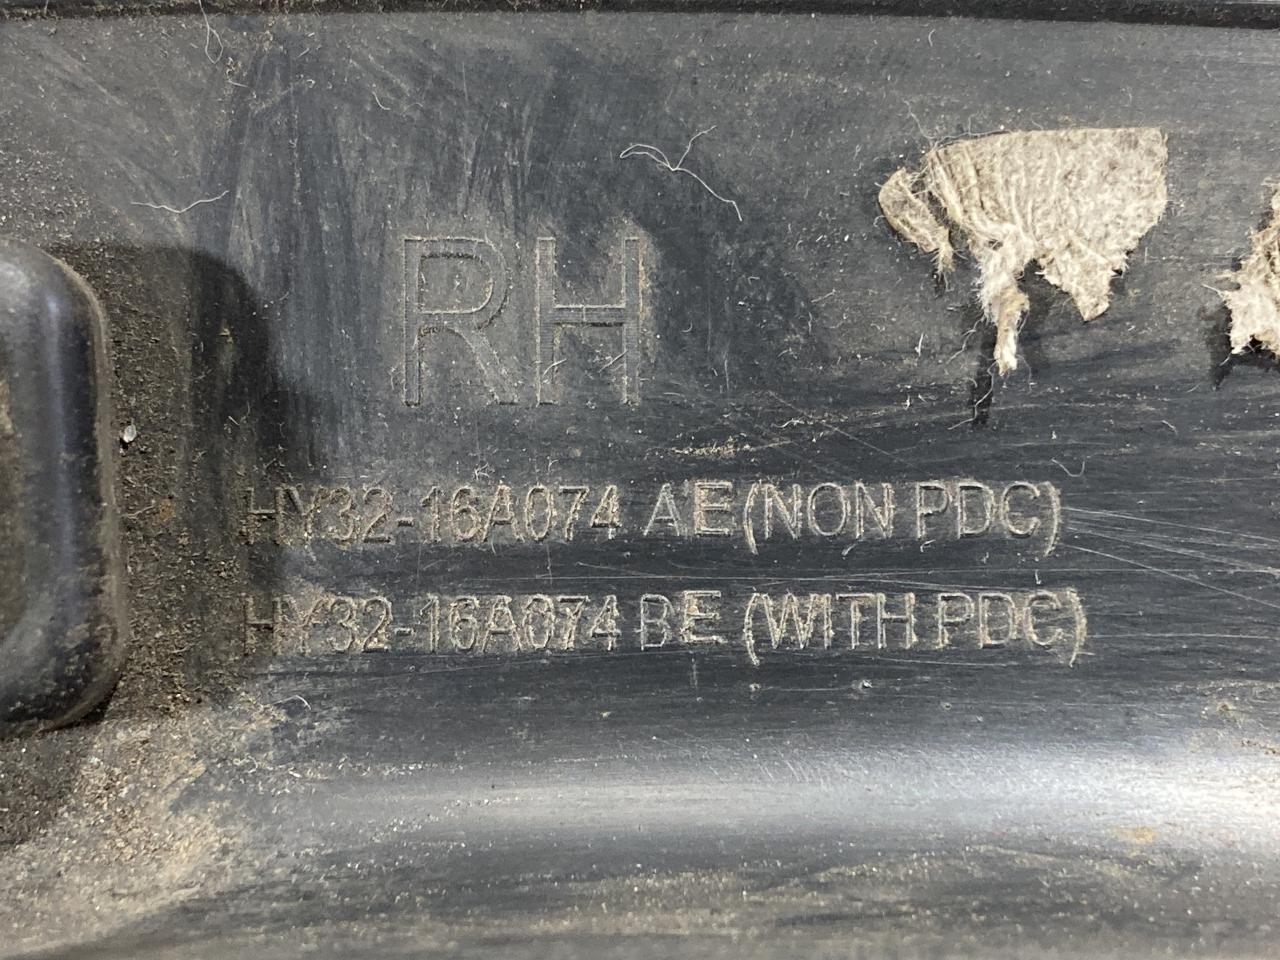 RH
HY32-16A074 AE(NON PDC)
HY32-16A074 BE (WITH PDC)